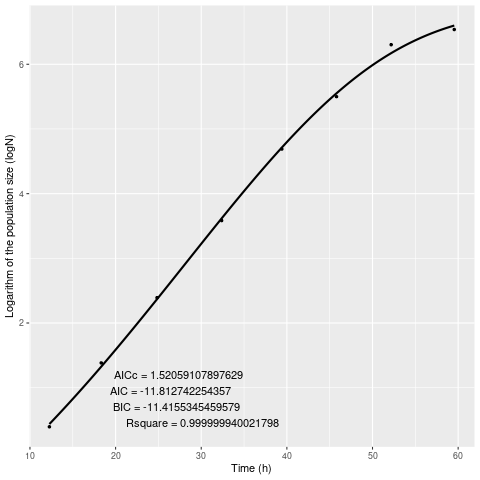 Logarithm of the population size (logN)
6
4
2
AICc = 1.52059107897629
AIC = -11.812742254357
BIC = -11.4155345459579
Rsquare = 0.999999940021798
10 20 30 40 50 60
Time (h)